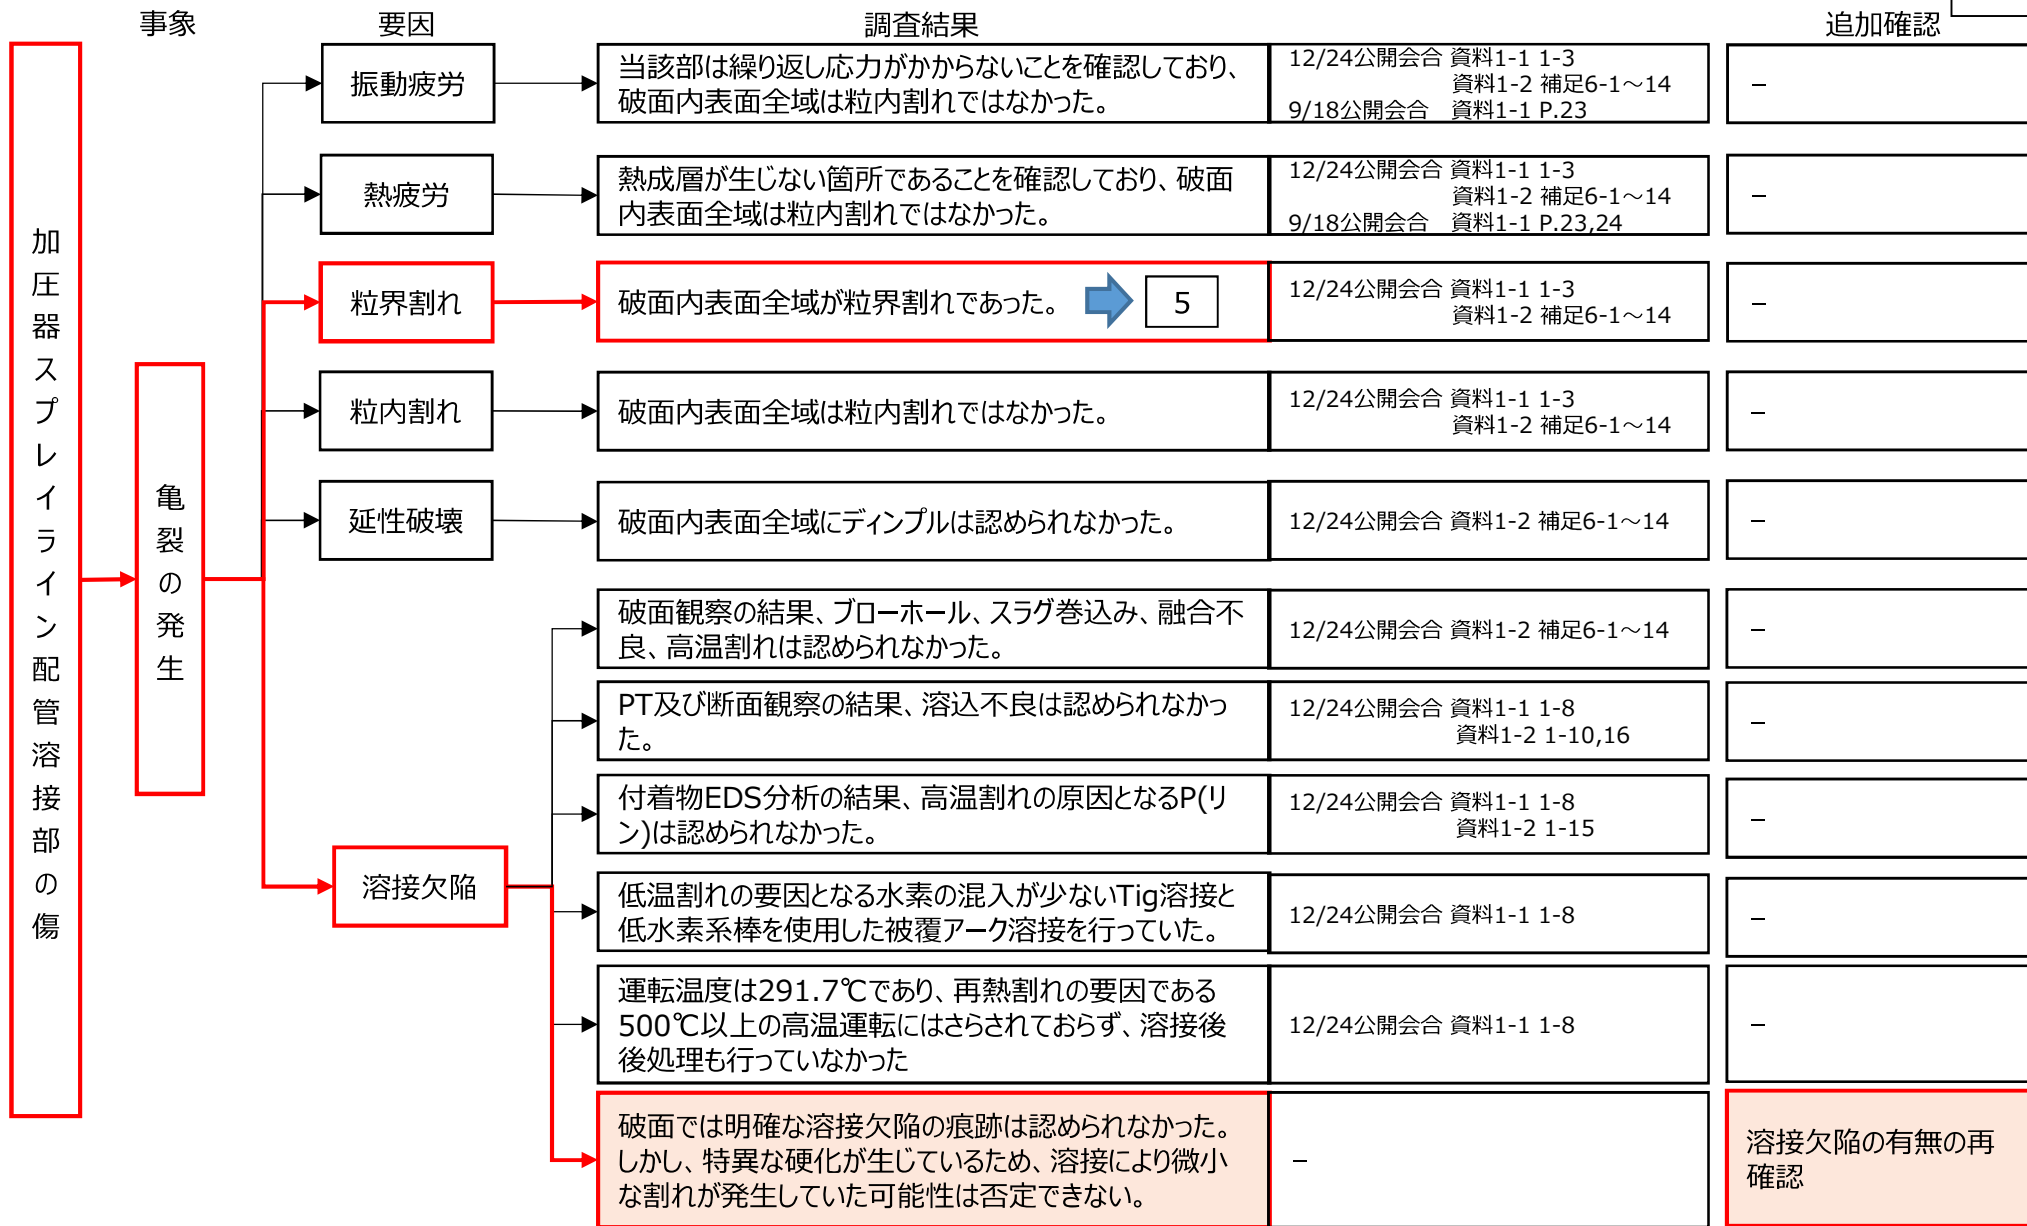 事象
要因
調査結果
追加確認
加圧器スプレイライン配管溶接部の傷
亀裂の発生
振動疲労
当該部は繰り返し応力がかからないことを確認しており、
破面内表面全域は粒内割れではなかった。
12/24公開会合 資料1-1 1-3
資料1-2 補足6-1～14
9/18公開会合 資料1-1 P.23
–
熱疲労
熱成層が生じない箇所であることを確認しており、破面
内表面全域は粒内割れではなかった。
12/24公開会合 資料1-1 1-3
資料1-2 補足6-1～14
9/18公開会合 資料1-1 P.23,24
–
粒界割れ
破面内表面全域が粒界割れであった。
5
12/24公開会合 資料1-1 1-3
資料1-2 補足6-1～14
–
粒内割れ
破面内表面全域は粒内割れではなかった。
12/24公開会合 資料1-1 1-3
資料1-2 補足6-1～14
–
延性破壊
破面内表面全域にディンプルは認められなかった。
12/24公開会合 資料1-2 補足6-1～14
–
溶接欠陥
破面観察の結果、ブローホール、スラグ巻込み、融合不
良、高温割れは認められなかった。
12/24公開会合 資料1-2 補足6-1～14
–
PT及び断面観察の結果、溶込不良は認められなかっ
た。
12/24公開会合 資料1-1 1-8
資料1-2 1-10,16
–
付着物EDS分析の結果、高温割れの原因となるP(リ
ン)は認められなかった。
12/24公開会合 資料1-1 1-8
資料1-2 1-15
–
低温割れの要因となる水素の混入が少ないTig溶接と
低水素系棒を使用した被覆アーク溶接を行っていた。
12/24公開会合 資料1-1 1-8
–
運転温度は291.7℃であり、再熱割れの要因である
500℃以上の高温運転にはさらされておらず、溶接後
後処理も行っていなかった
12/24公開会合 資料1-1 1-8
–
破面では明確な溶接欠陥の痕跡は認められなかった。
しかし、特異な硬化が生じているため、溶接により微小
な割れが発生していた可能性は否定できない。
–
溶接欠陥の有無の再
確認